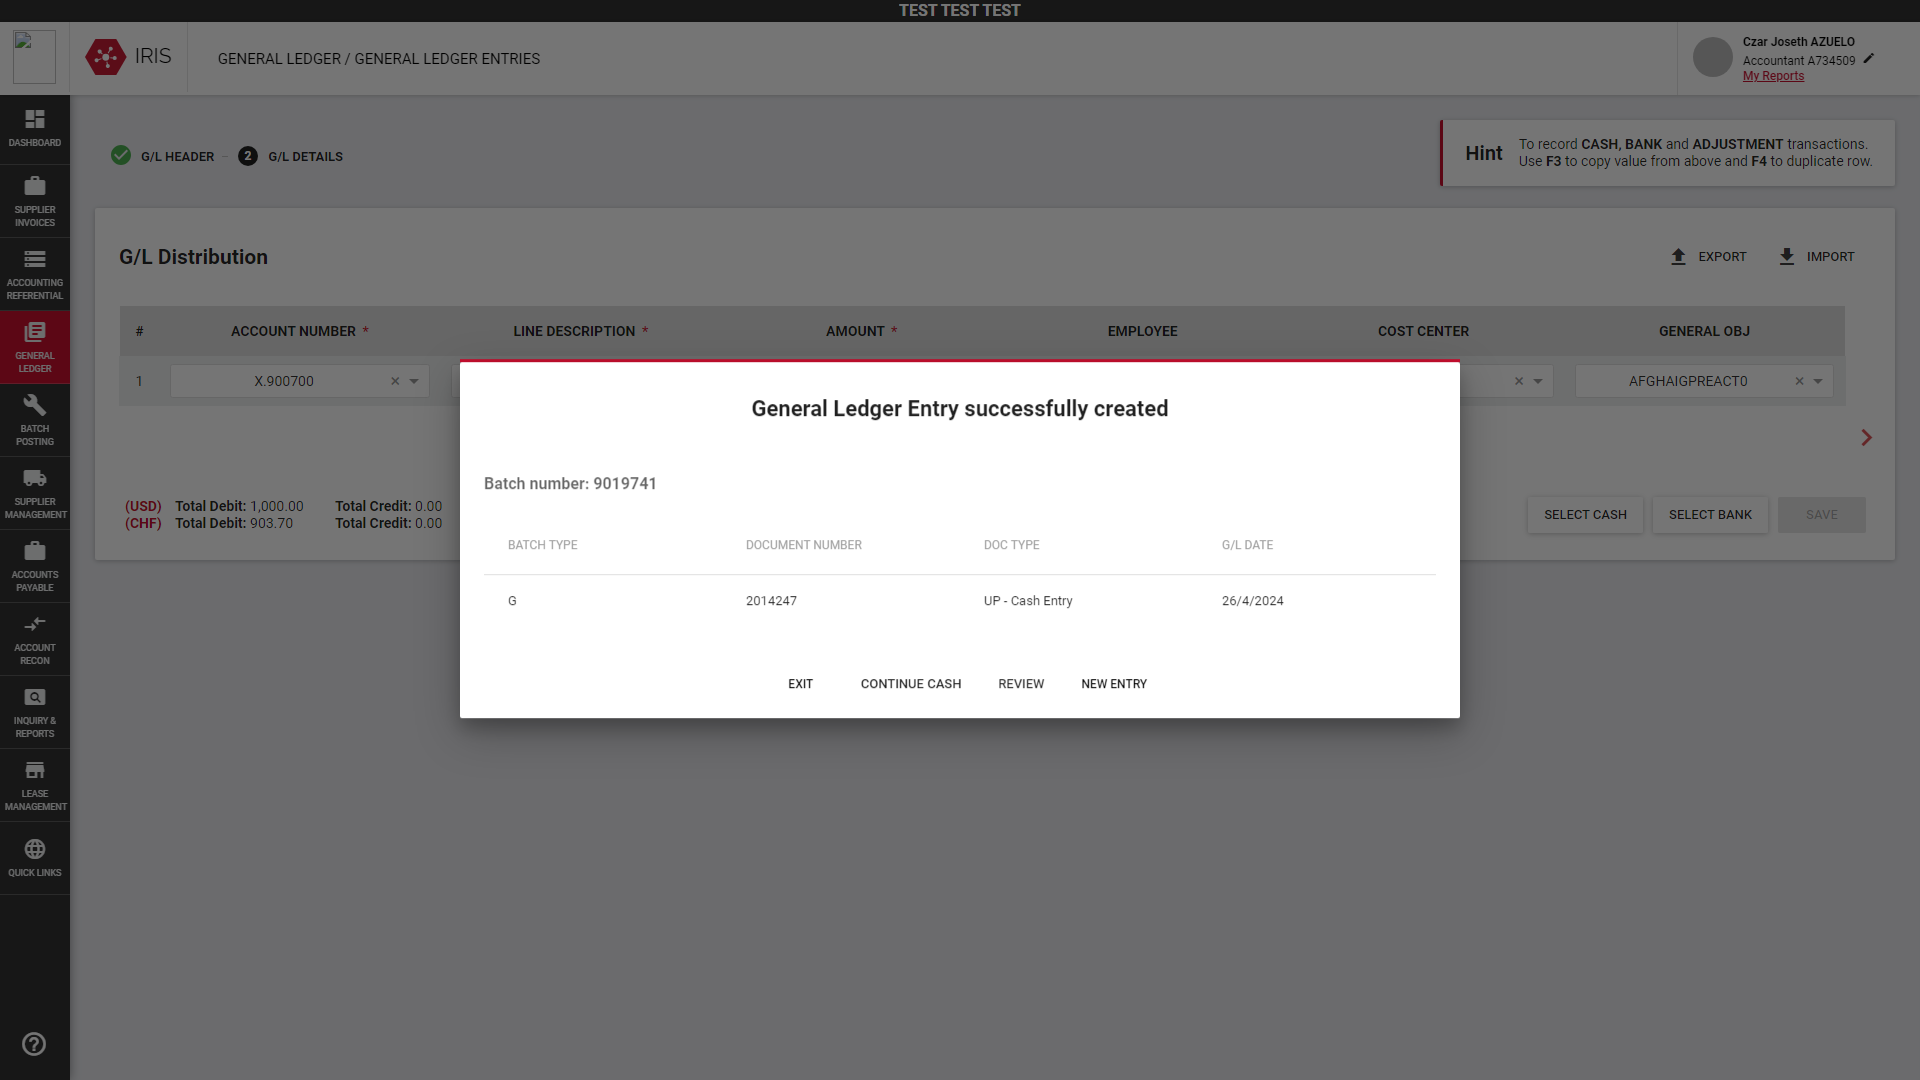 TEST TEST TEST
IRIS
GENERAL LEDGER / GENERAL LEDGER ENTRIES
Czar Joseth AZUELO
Accountant A734509
My Reports
DASHBOARD
SUPPLIER
INVOICES
ACCOUNTING
REFERENTIAL
GENERAL
LEDGER
BATCH
POSTING
SUPPLIER
MANAGEMENT
ACCOUNTS
PAYABLE
ACCOUNT
RECON
INQUIRY &
REPORTS
LEASE
MANAGEMENT
QUICK LINKS
G/L HEADER 2 G/L DETAILS
Hint
To record CASH, BANK and ADJUSTMENT transactions.
Use F3 to copy value from above and F4 to duplicate row.
G/L Distribution
EXPORT IMPORT
# ACCOUNT NUMBER * LINE DESCRIPTION * AMOUNT * EMPLOYEE COST CENTER GENERAL OBJ
1 X.900700 AFGHAIGPREACT0
(USD) Total Debit: 1,000.00 Total Credit: 0.00
(CHF) Total Debit: 903.70 Total Credit: 0.00
SELECT CASH SELECT BANK SAVE
General Ledger Entry successfully created
Batch number: 9019741
BATCH TYPE DOCUMENT NUMBER DOC TYPE G/L DATE
G 2014247 UP - Cash Entry 26/4/2024
EXIT CONTINUE CASH REVIEW NEW ENTRY